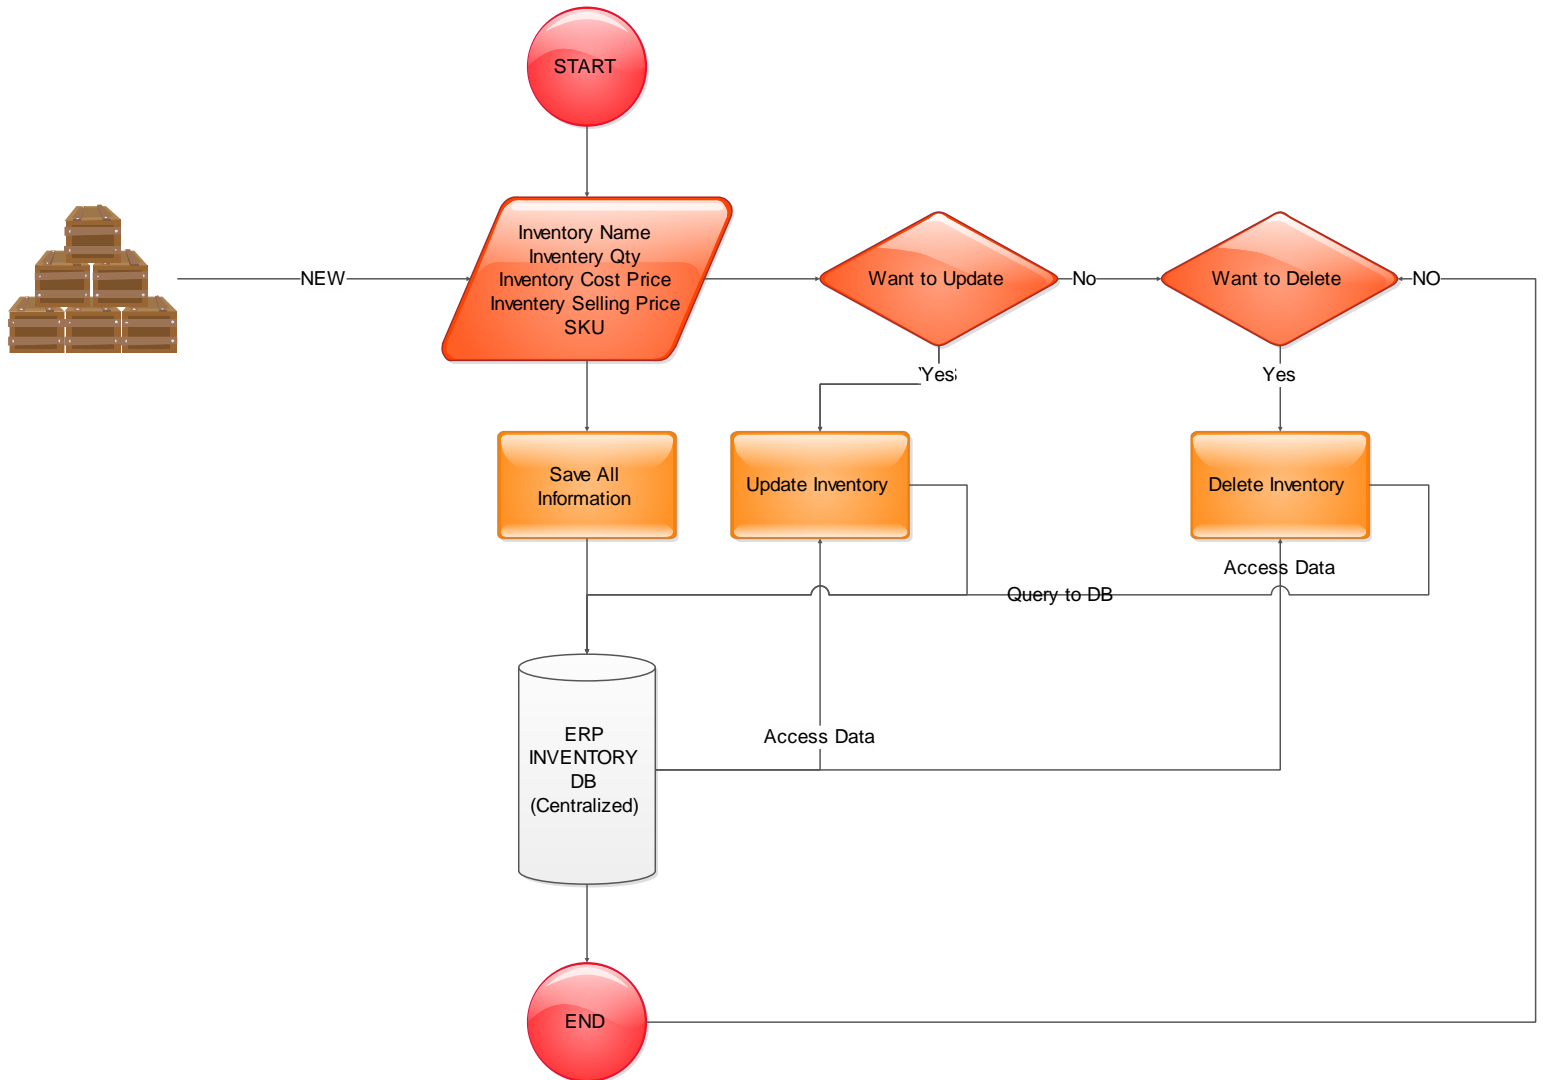 START
NEW
Inventory Name
Inventery Qty
Inventory Cost Price
Inventery Selling Price
SKU
Want to Update
No
Want to Delete
NO
Yes
Yes
Save All
Information
Update Inventory
Delete Inventory
Access Data
Query to DB
Access Data
ERP
INVENTORY
DB
(Centralized)
END